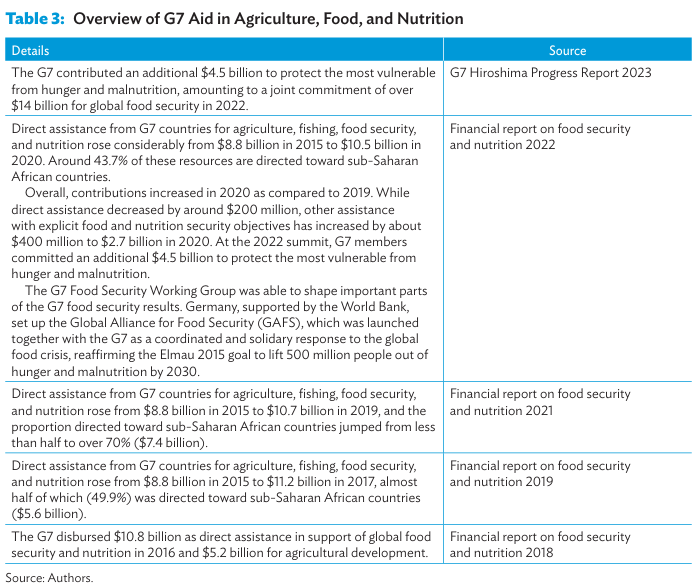 Table 3: Overview of G7 Aid in Agriculture, Food, and Nutrition
Details
Source
The G7 contributed an additional $4.5 billion to protect the most vulnerable
from hunger and malnutrition, amounting to a joint commitment of over
$14 billion for global food security in 2022.
G7 Hiroshima Progress Report 2023
Direct assistance from G7 countries for agriculture, fishing, food security,
and nutrition rose considerably from $8.8 billion in 2015 to $10.5 billion in
2020. Around 43.7% of these resources are directed toward sub-Saharan
African countries.
Overall, contributions increased in 2020 as compared to 2019. While
direct assistance decreased by around $200 million, other assistance
with explicit food and nutrition security objectives has increased by about
$400 million to $2.7 billion in 2020. At the 2022 summit, G7 members
committed an additional $4.5 billion to protect the most vulnerable from
hunger and malnutrition.
The G7 Food Security Working Group was able to shape important parts
of the G7 food security results. Germany, supported by the World Bank,
set up the Global Alliance for Food Security (GAFS), which was launched
together with the G7 as a coordinated and solidary response to the global
food crisis, reaffirming the Elmau 2015 goal to lift 500 million people out of
hunger and malnutrition by 2030.
Financial report on food security
and nutrition 2022
Direct assistance from G7 countries for agriculture, fishing, food security,
and nutrition rose from $8.8 billion in 2015 to $10.7 billion in 2019, and the
proportion directed toward sub-Saharan African countries jumped from less
than half to over 70% ($7.4 billion).
Financial report on food security
and nutrition 2021
Direct assistance from G7 countries for agriculture, fishing, food security,
and nutrition rose from $8.8 billion in 2015 to $11.2 billion in 2017, almost
half of which (49.9%) was directed toward sub-Saharan African countries
($5.6 billion).
Financial report on food security
and nutrition 2019
The G7 disbursed $10.8 billion as direct assistance in support of global food
security and nutrition in 2016 and $5.2 billion for agricultural development.
Financial report on food security
and nutrition 2018
Source: Authors.